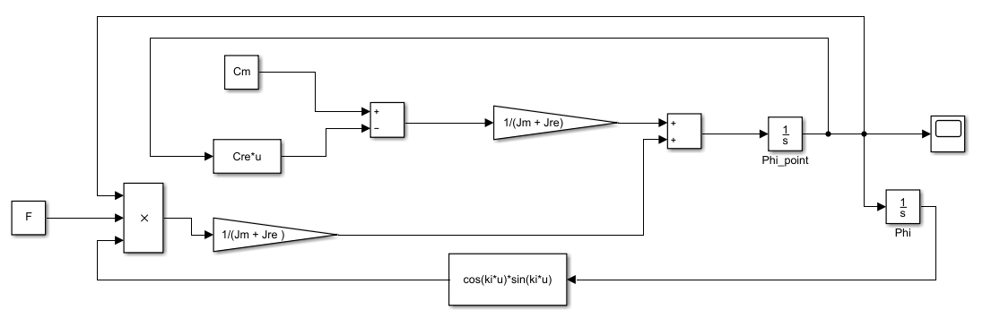 Cm
+
−
1/(Jm + Jre)
+
+
1
s
Phi_point
Cre*u
F
×
1/(Jm + Jre )
1
s
Phi
cos(ki*u)*sin(ki*u)